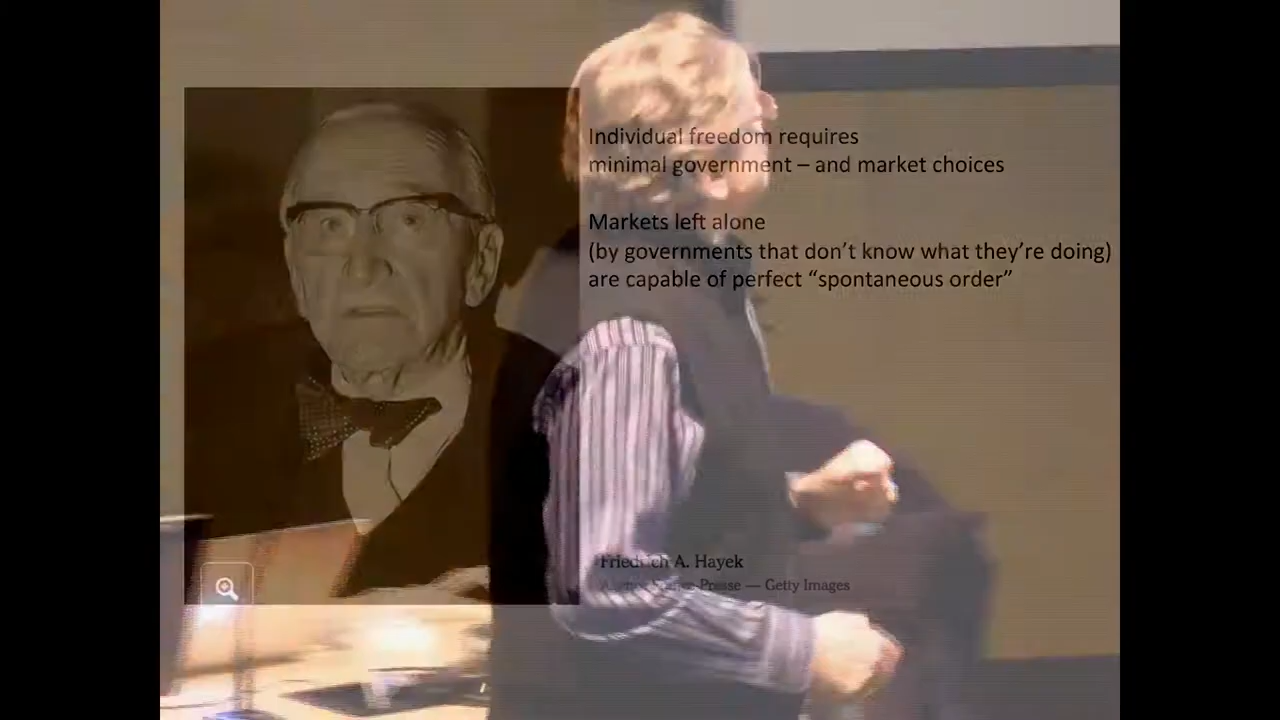 Individual freedom requires
minimal government – and market choices
Markets left alone
(by governments that don’t know what they’re doing)
are capable of perfect “spontaneous order”
Friedrich A. Hayek
— Getty Images